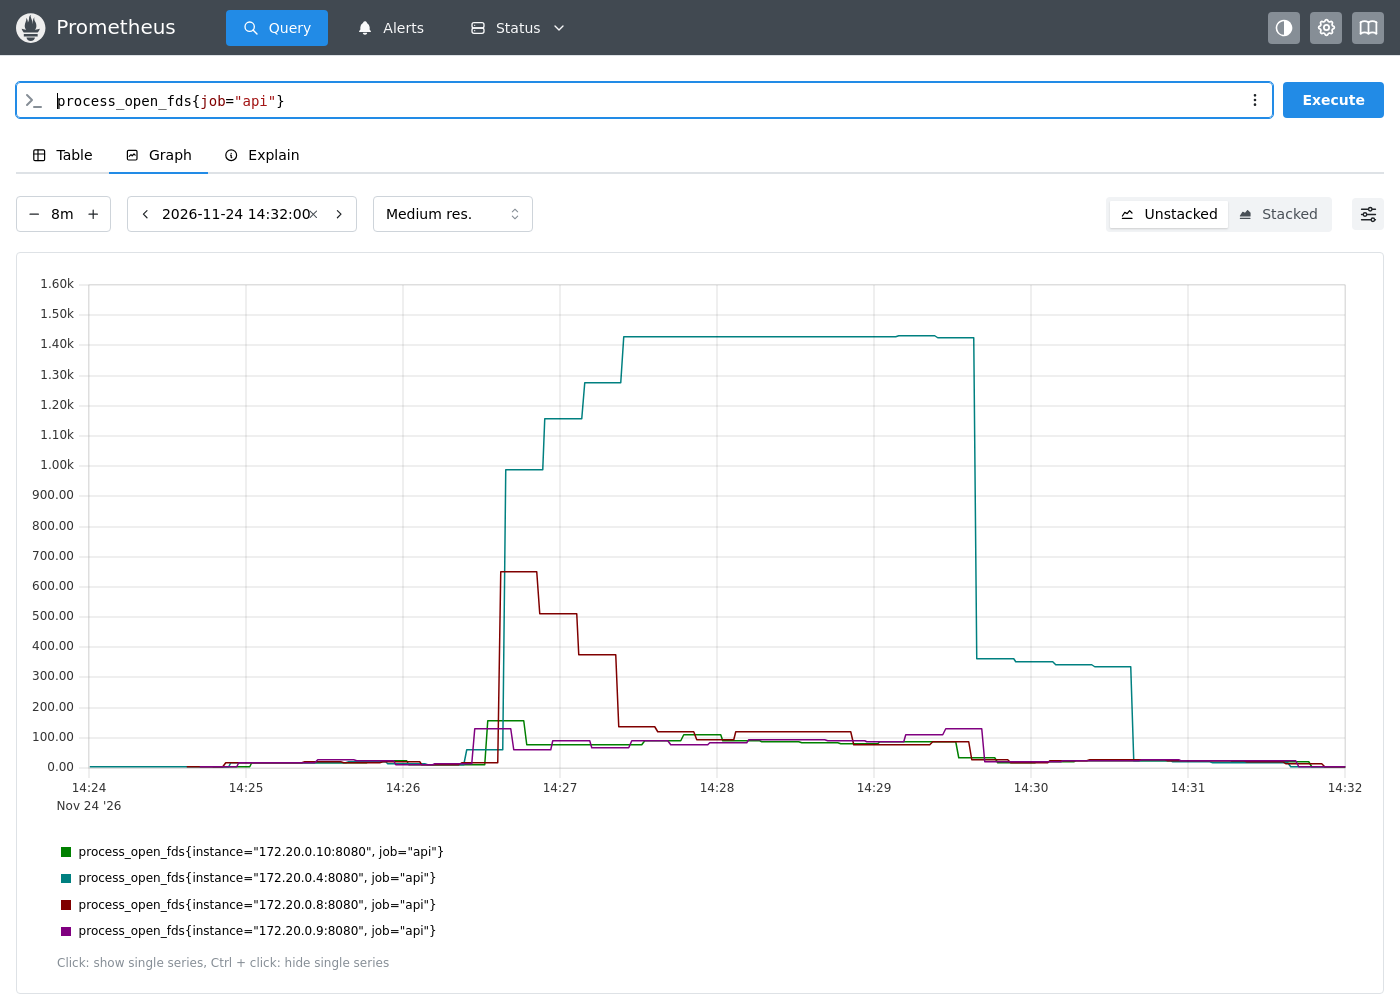 Prometheus Query Alerts Status
process_open_fds{job="api"} Execute
Table Graph Explain
8m 2026-11-24 14:32:00 Medium res. Unstacked Stacked
1.60k
1.50k
1.40k
1.30k
1.20k
1.10k
1.00k
900.00
800.00
700.00
600.00
500.00
400.00
300.00
200.00
100.00
0.00
14:24 14:25 14:26 14:27 14:28 14:29 14:30 14:31 14:32
Nov 24 '26
process_open_fds{instance="172.20.0.10:8080", job="api"}
process_open_fds{instance="172.20.0.4:8080", job="api"}
process_open_fds{instance="172.20.0.8:8080", job="api"}
process_open_fds{instance="172.20.0.9:8080", job="api"}
Click: show single series, Ctrl + click: hide single series